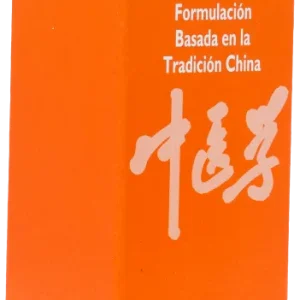 Formulación
Basada en la
Tradición China
中医学